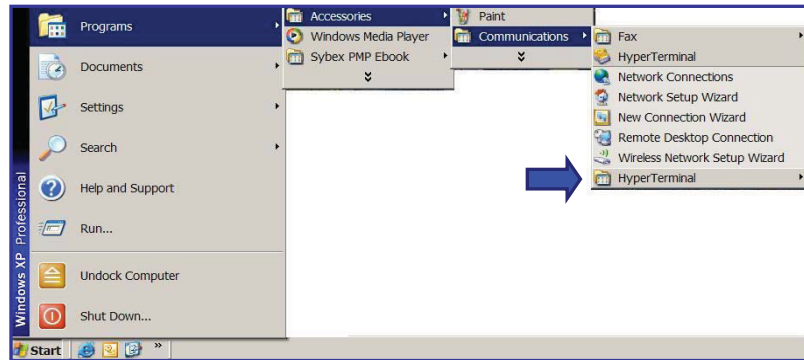 Programs
Documents
Settings
Search
Help and Support
Run...
Undock Computer
Shut Down...
Windows XP Professional
Start
Accessories
Windows Media Player
Sybex PMP Ebook
Paint
Communications
Fax
HyperTerminal
Network Connections
Network Setup Wizard
New Connection Wizard
Remote Desktop Connection
Wireless Network Setup Wizard
HyperTerminal